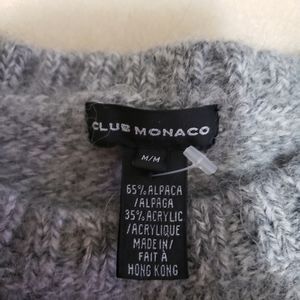 CLUB MONACO
M/M
65% ALPACA
/ALPAGA
35% ACRYLIC
/ACRYLIQUE
MADE IN/
FAIT À
HONG KONG